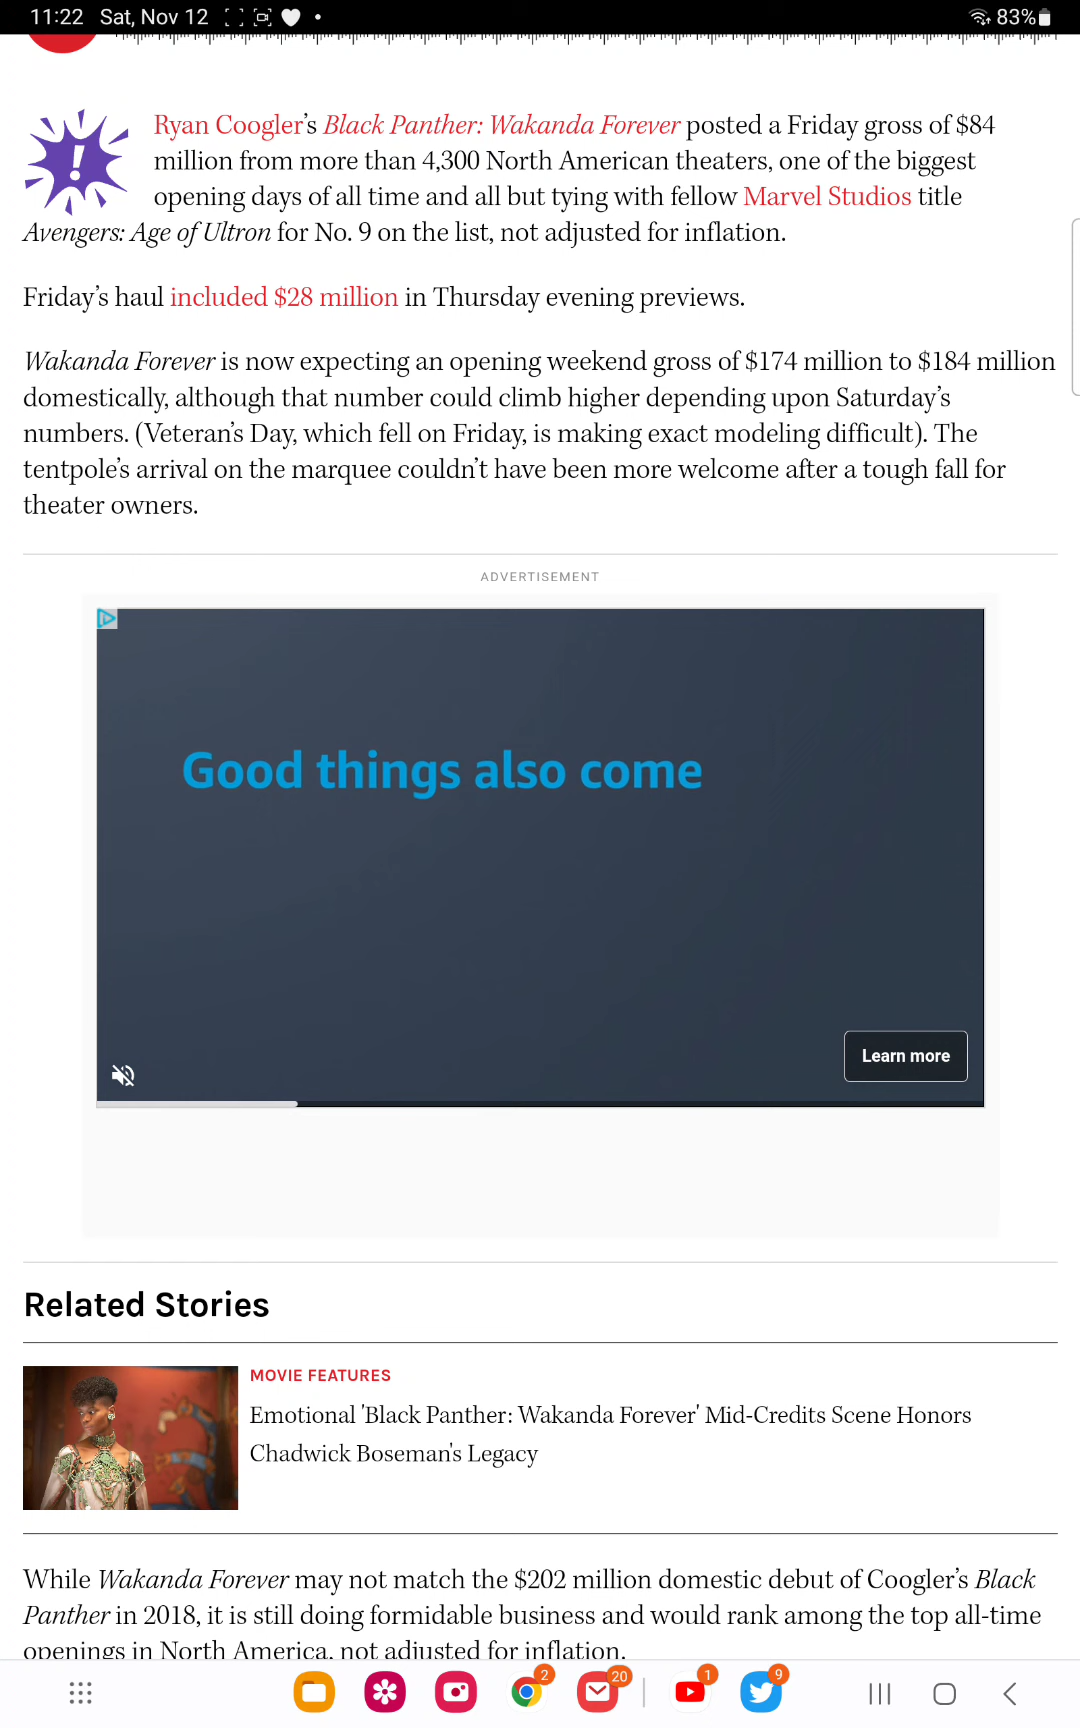 11:22 Sat, Nov 12
83%
Ryan Coogler’s Black Panther: Wakanda Forever posted a Friday gross of $84
million from more than 4,300 North American theaters, one of the biggest
opening days of all time and all but tying with fellow Marvel Studios title
Avengers: Age of Ultron for No. 9 on the list, not adjusted for inflation.
Friday’s haul included $28 million in Thursday evening previews.
Wakanda Forever is now expecting an opening weekend gross of $174 million to $184 million
domestically, although that number could climb higher depending upon Saturday’s
numbers. (Veteran’s Day, which fell on Friday, is making exact modeling difficult). The
tentpole’s arrival on the marquee couldn’t have been more welcome after a tough fall for
theater owners.
ADVERTISEMENT
Good things also come
Learn more
Related Stories
MOVIE FEATURES
Emotional 'Black Panther: Wakanda Forever' Mid-Credits Scene Honors
Chadwick Boseman's Legacy
While Wakanda Forever may not match the $202 million domestic debut of Coogler’s Black
Panther in 2018, it is still doing formidable business and would rank among the top all-time
openings in North America, not adjusted for inflation.
2
20
1
9